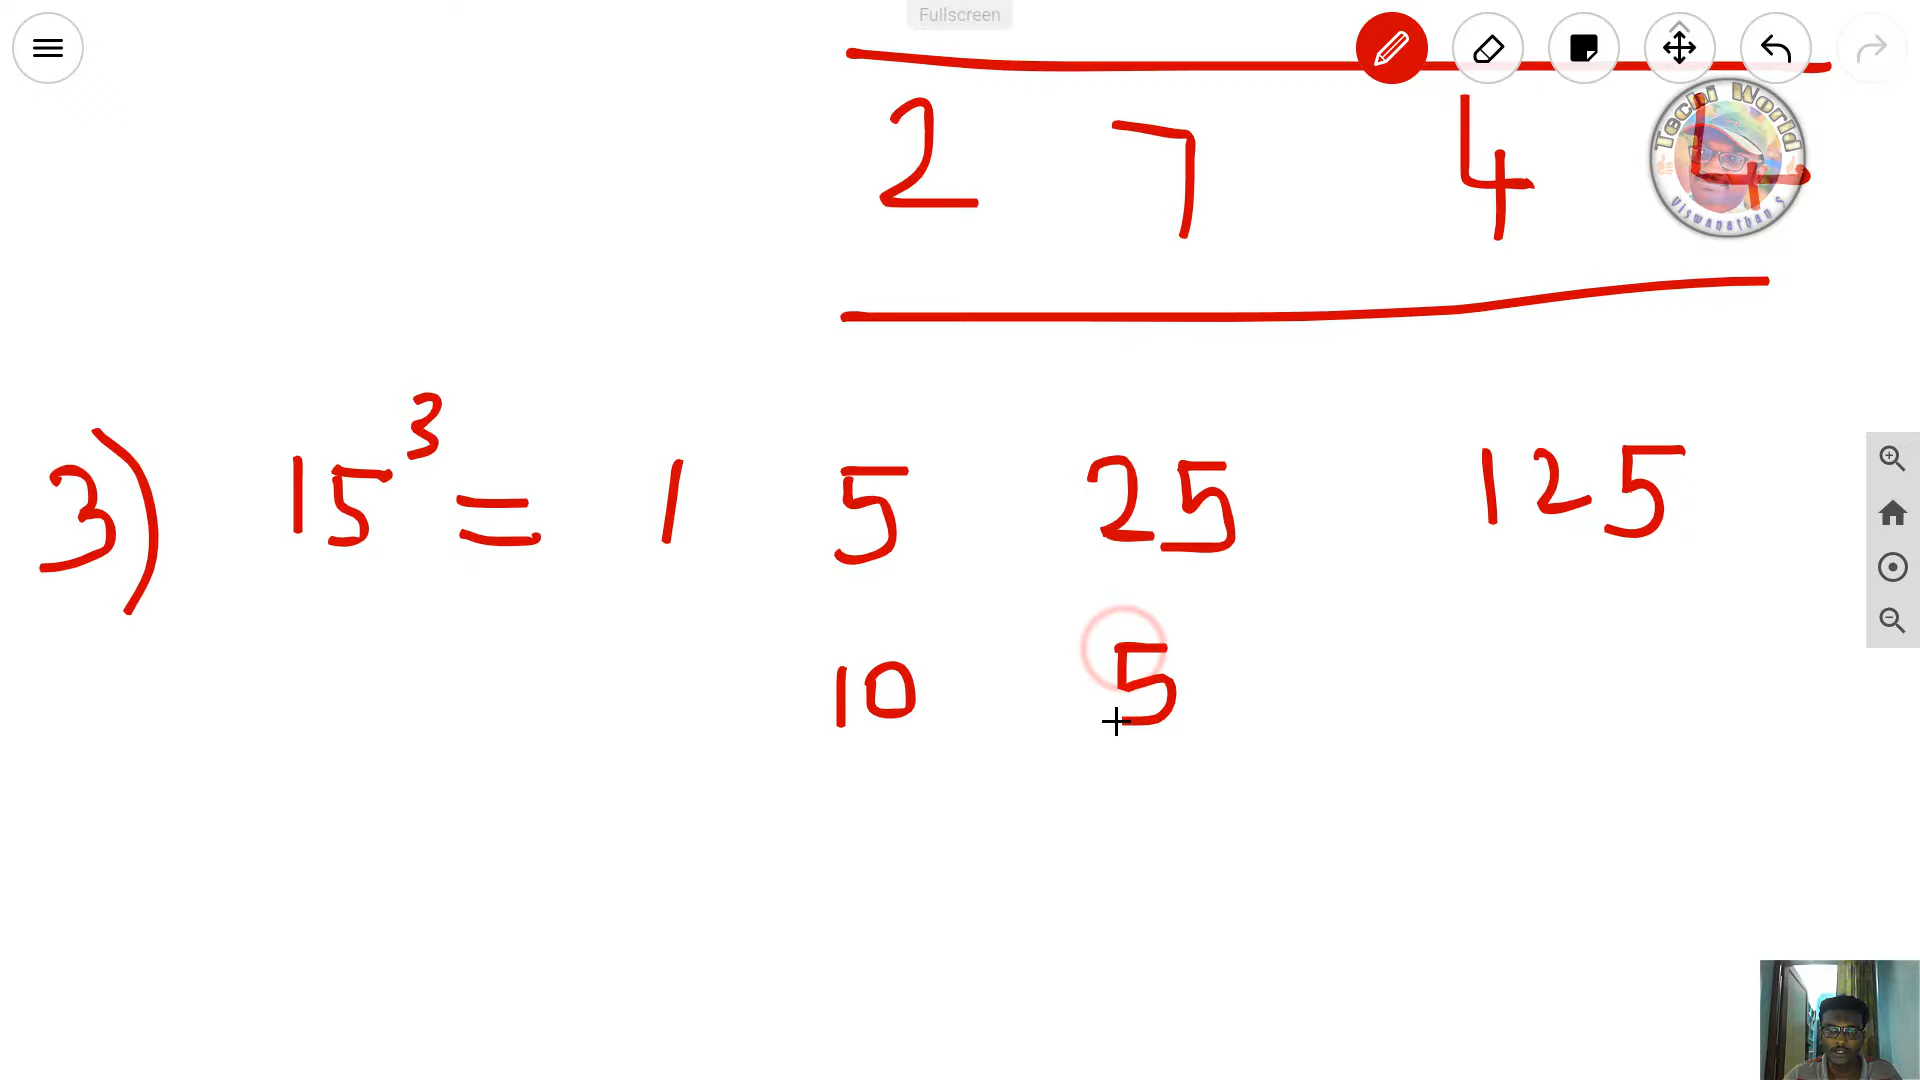 Fullscreen
2 7 4 4
Techi World
Viswanathan S
3) 15³ = 1 5 25 125
10 5